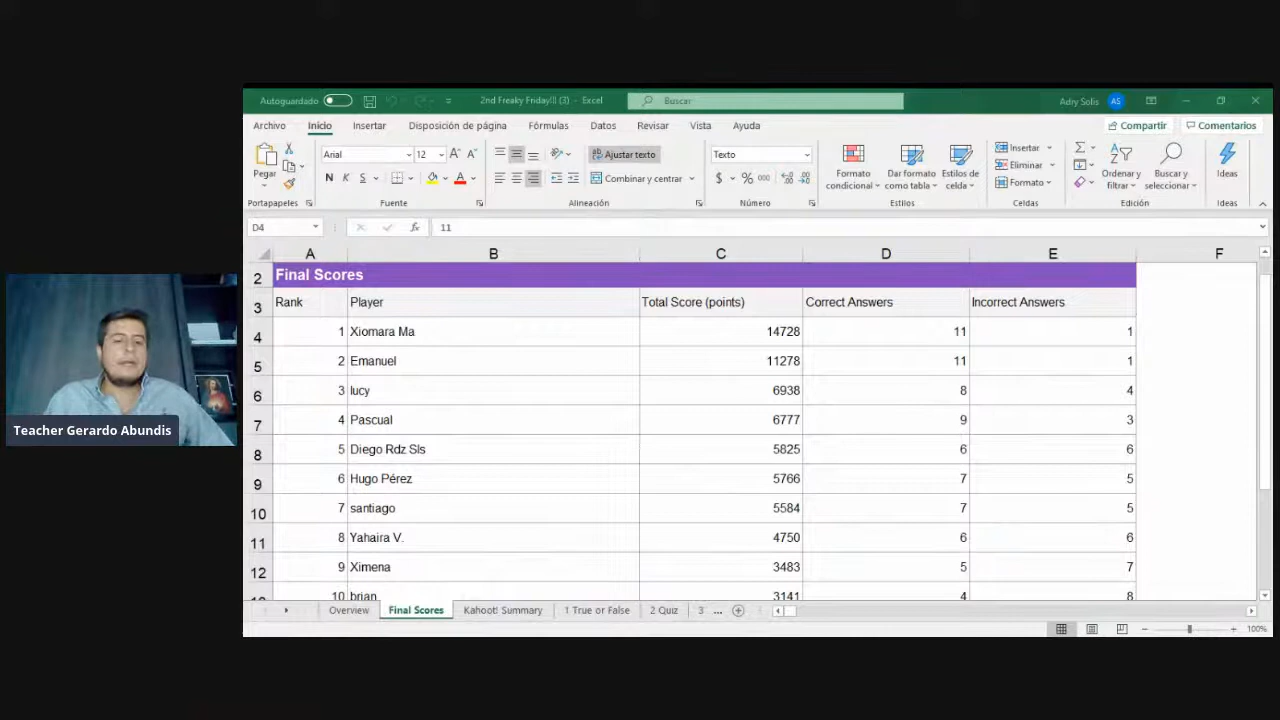 Autoguardado 2nd Freaky Friday!!! (3) - Excel Buscar Adry Solis AS
Archivo Inicio Insertar Disposición de página Fórmulas Datos Revisar Vista Ayuda Compartir Comentarios
Pegar Arial 12 A A ab Ajustar texto Texto Formato condicional Dar formato como tabla Estilos de celda Insertar Eliminar Formato Ordenar y filtrar Buscar y seleccionar Ideas
N K S A Combinar y centrar $ % 000
Portapapeles Fuente Alineación Número Estilos Celdas Edición Ideas
D4 fx 11
A B C D E F
2 Final Scores
3 Rank Player Total Score (points) Correct Answers Incorrect Answers
4 1 Xiomara Ma 14728 11 1
5 2 Emanuel 11278 11 1
6 3 lucy 6938 8 4
7 4 Pascual 6777 9 3
8 5 Diego Rdz Sls 5825 6 6
9 6 Hugo Pérez 5766 7 5
10 7 santiago 5584 7 5
11 8 Yahaira V. 4750 6 6
12 9 Ximena 3483 5 7
10 brian 3141 4 8
Overview Final Scores Kahoot! Summary 1 True or False 2 Quiz 3 ...
100%
Teacher Gerardo Abundis